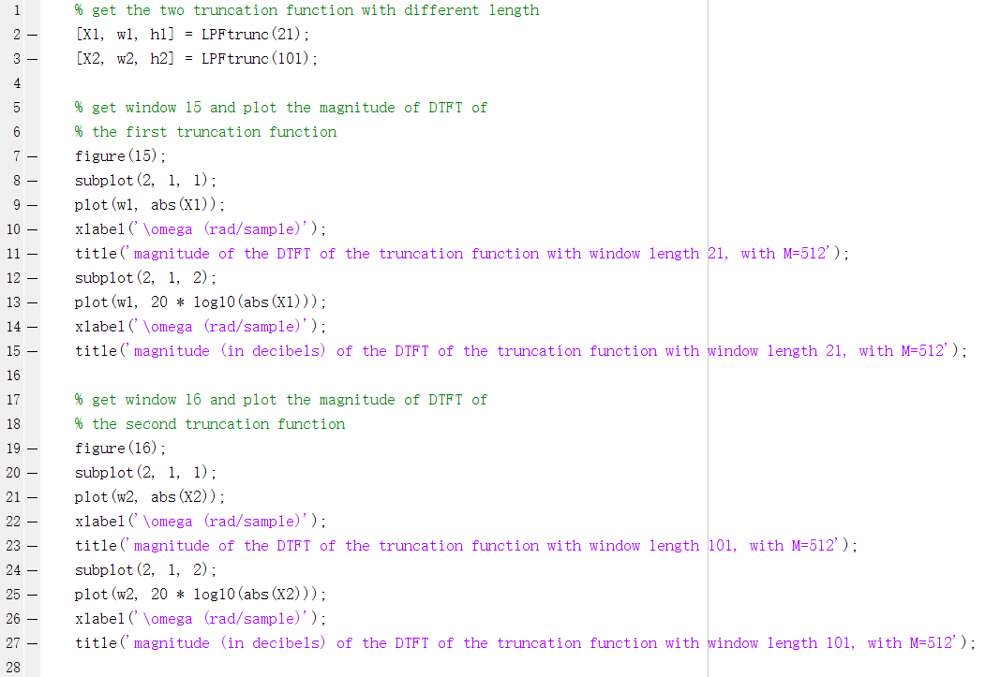 1 % get the two truncation function with different length
2 – [X1, w1, h1] = LPFtrunc(21);
3 – [X2, w2, h2] = LPFtrunc(101);
4
5 % get window 15 and plot the magnitude of DTFT of
6 % the first truncation function
7 – figure(15);
8 – subplot(2, 1, 1);
9 – plot(w1, abs(X1));
10 – xlabel('\omega (rad/sample)');
11 – title('magnitude of the DTFT of the truncation function with window length 21, with M=512');
12 – subplot(2, 1, 2);
13 – plot(w1, 20 * log10(abs(X1)));
14 – xlabel('\omega (rad/sample)');
15 – title('magnitude (in decibels) of the DTFT of the truncation function with window length 21, with M=512');
16
17 % get window 16 and plot the magnitude of DTFT of
18 % the second truncation function
19 – figure(16);
20 – subplot(2, 1, 1);
21 – plot(w2, abs(X2));
22 – xlabel('\omega (rad/sample)');
23 – title('magnitude of the DTFT of the truncation function with window length 101, with M=512');
24 – subplot(2, 1, 2);
25 – plot(w2, 20 * log10(abs(X2)));
26 – xlabel('\omega (rad/sample)');
27 – title('magnitude (in decibels) of the DTFT of the truncation function with window length 101, with M=512');
28